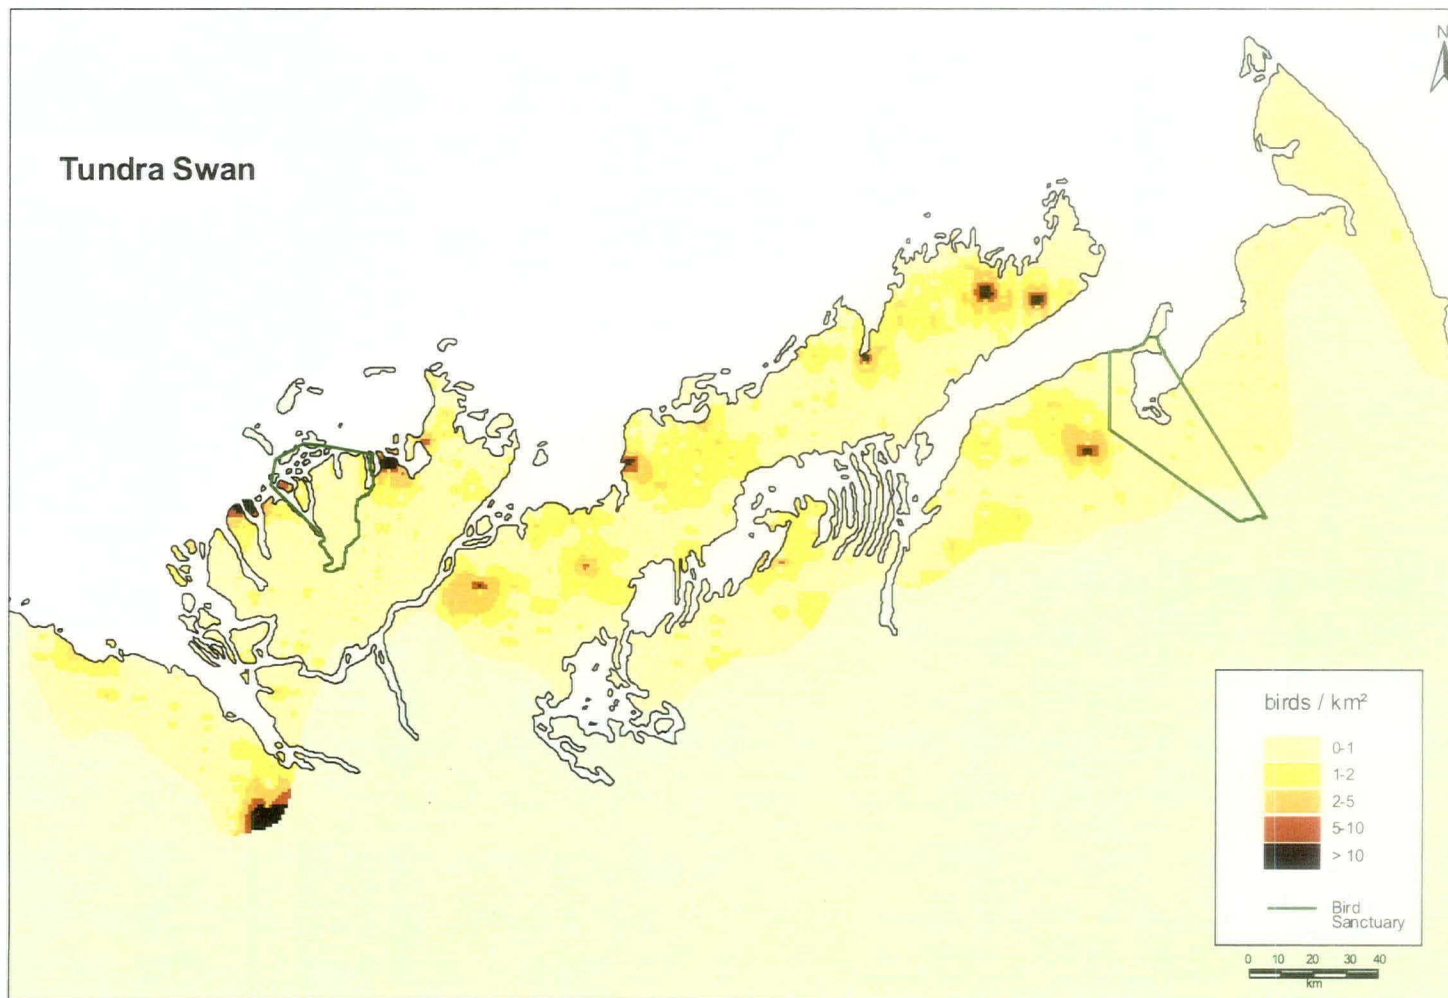 N
Tundra Swan
birds / km²
0-1
1-2
2-5
5-10
> 10
Bird
Sanctuary
0 10 20 30 40
km